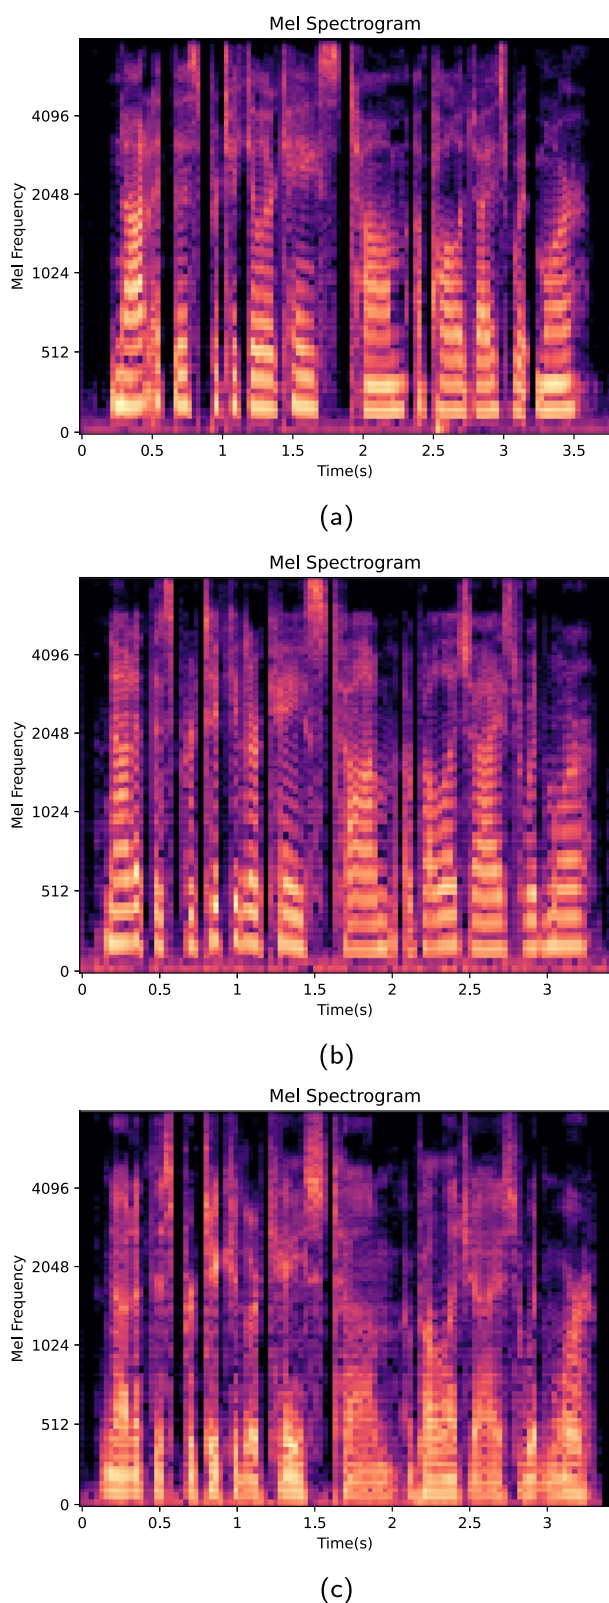 Mel Spectrogram
Mel Frequency
4096
2048
1024
512
0
0 0.5 1 1.5 2 2.5 3 3.5
Time(s)
(a)
Mel Spectrogram
Mel Frequency
4096
2048
1024
512
0
0 0.5 1 1.5 2 2.5 3
Time(s)
(b)
Mel Spectrogram
Mel Frequency
4096
2048
1024
512
0
0 0.5 1 1.5 2 2.5 3
Time(s)
(c)